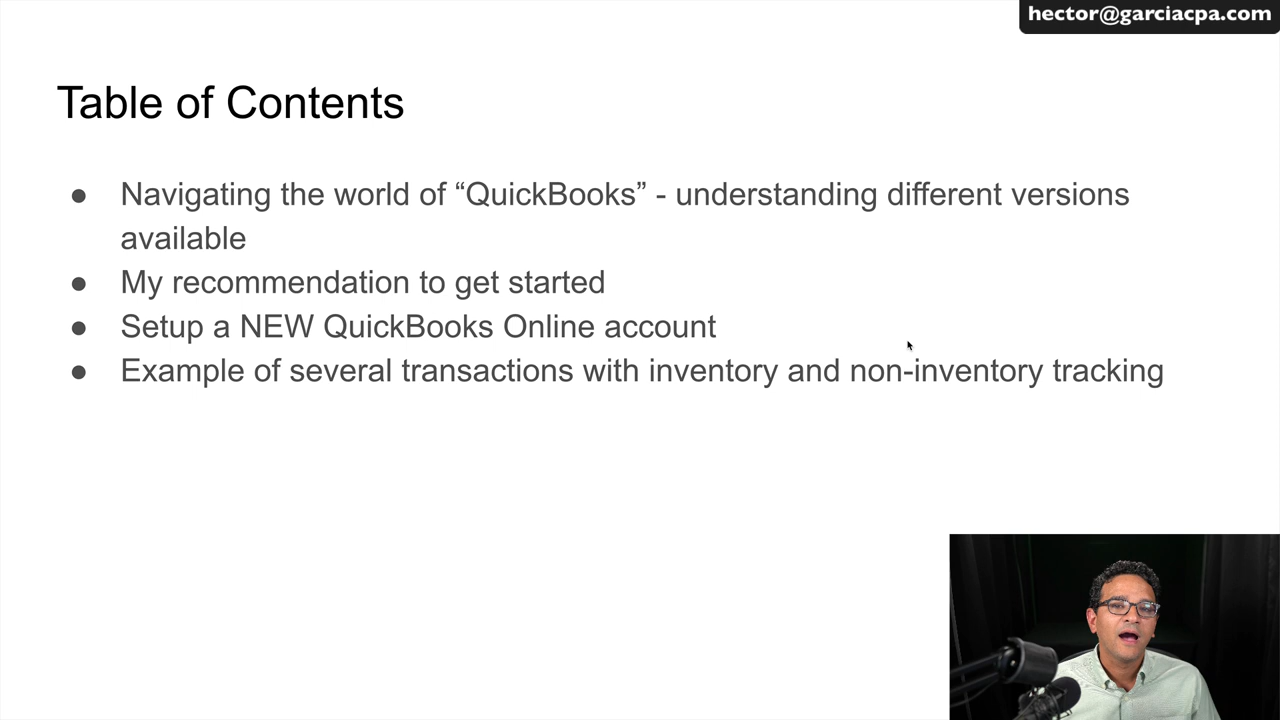 hector@garciacpa.com
Table of Contents
● Navigating the world of “QuickBooks” - understanding different versions
available
● My recommendation to get started
● Setup a NEW QuickBooks Online account
● Example of several transactions with inventory and non-inventory tracking